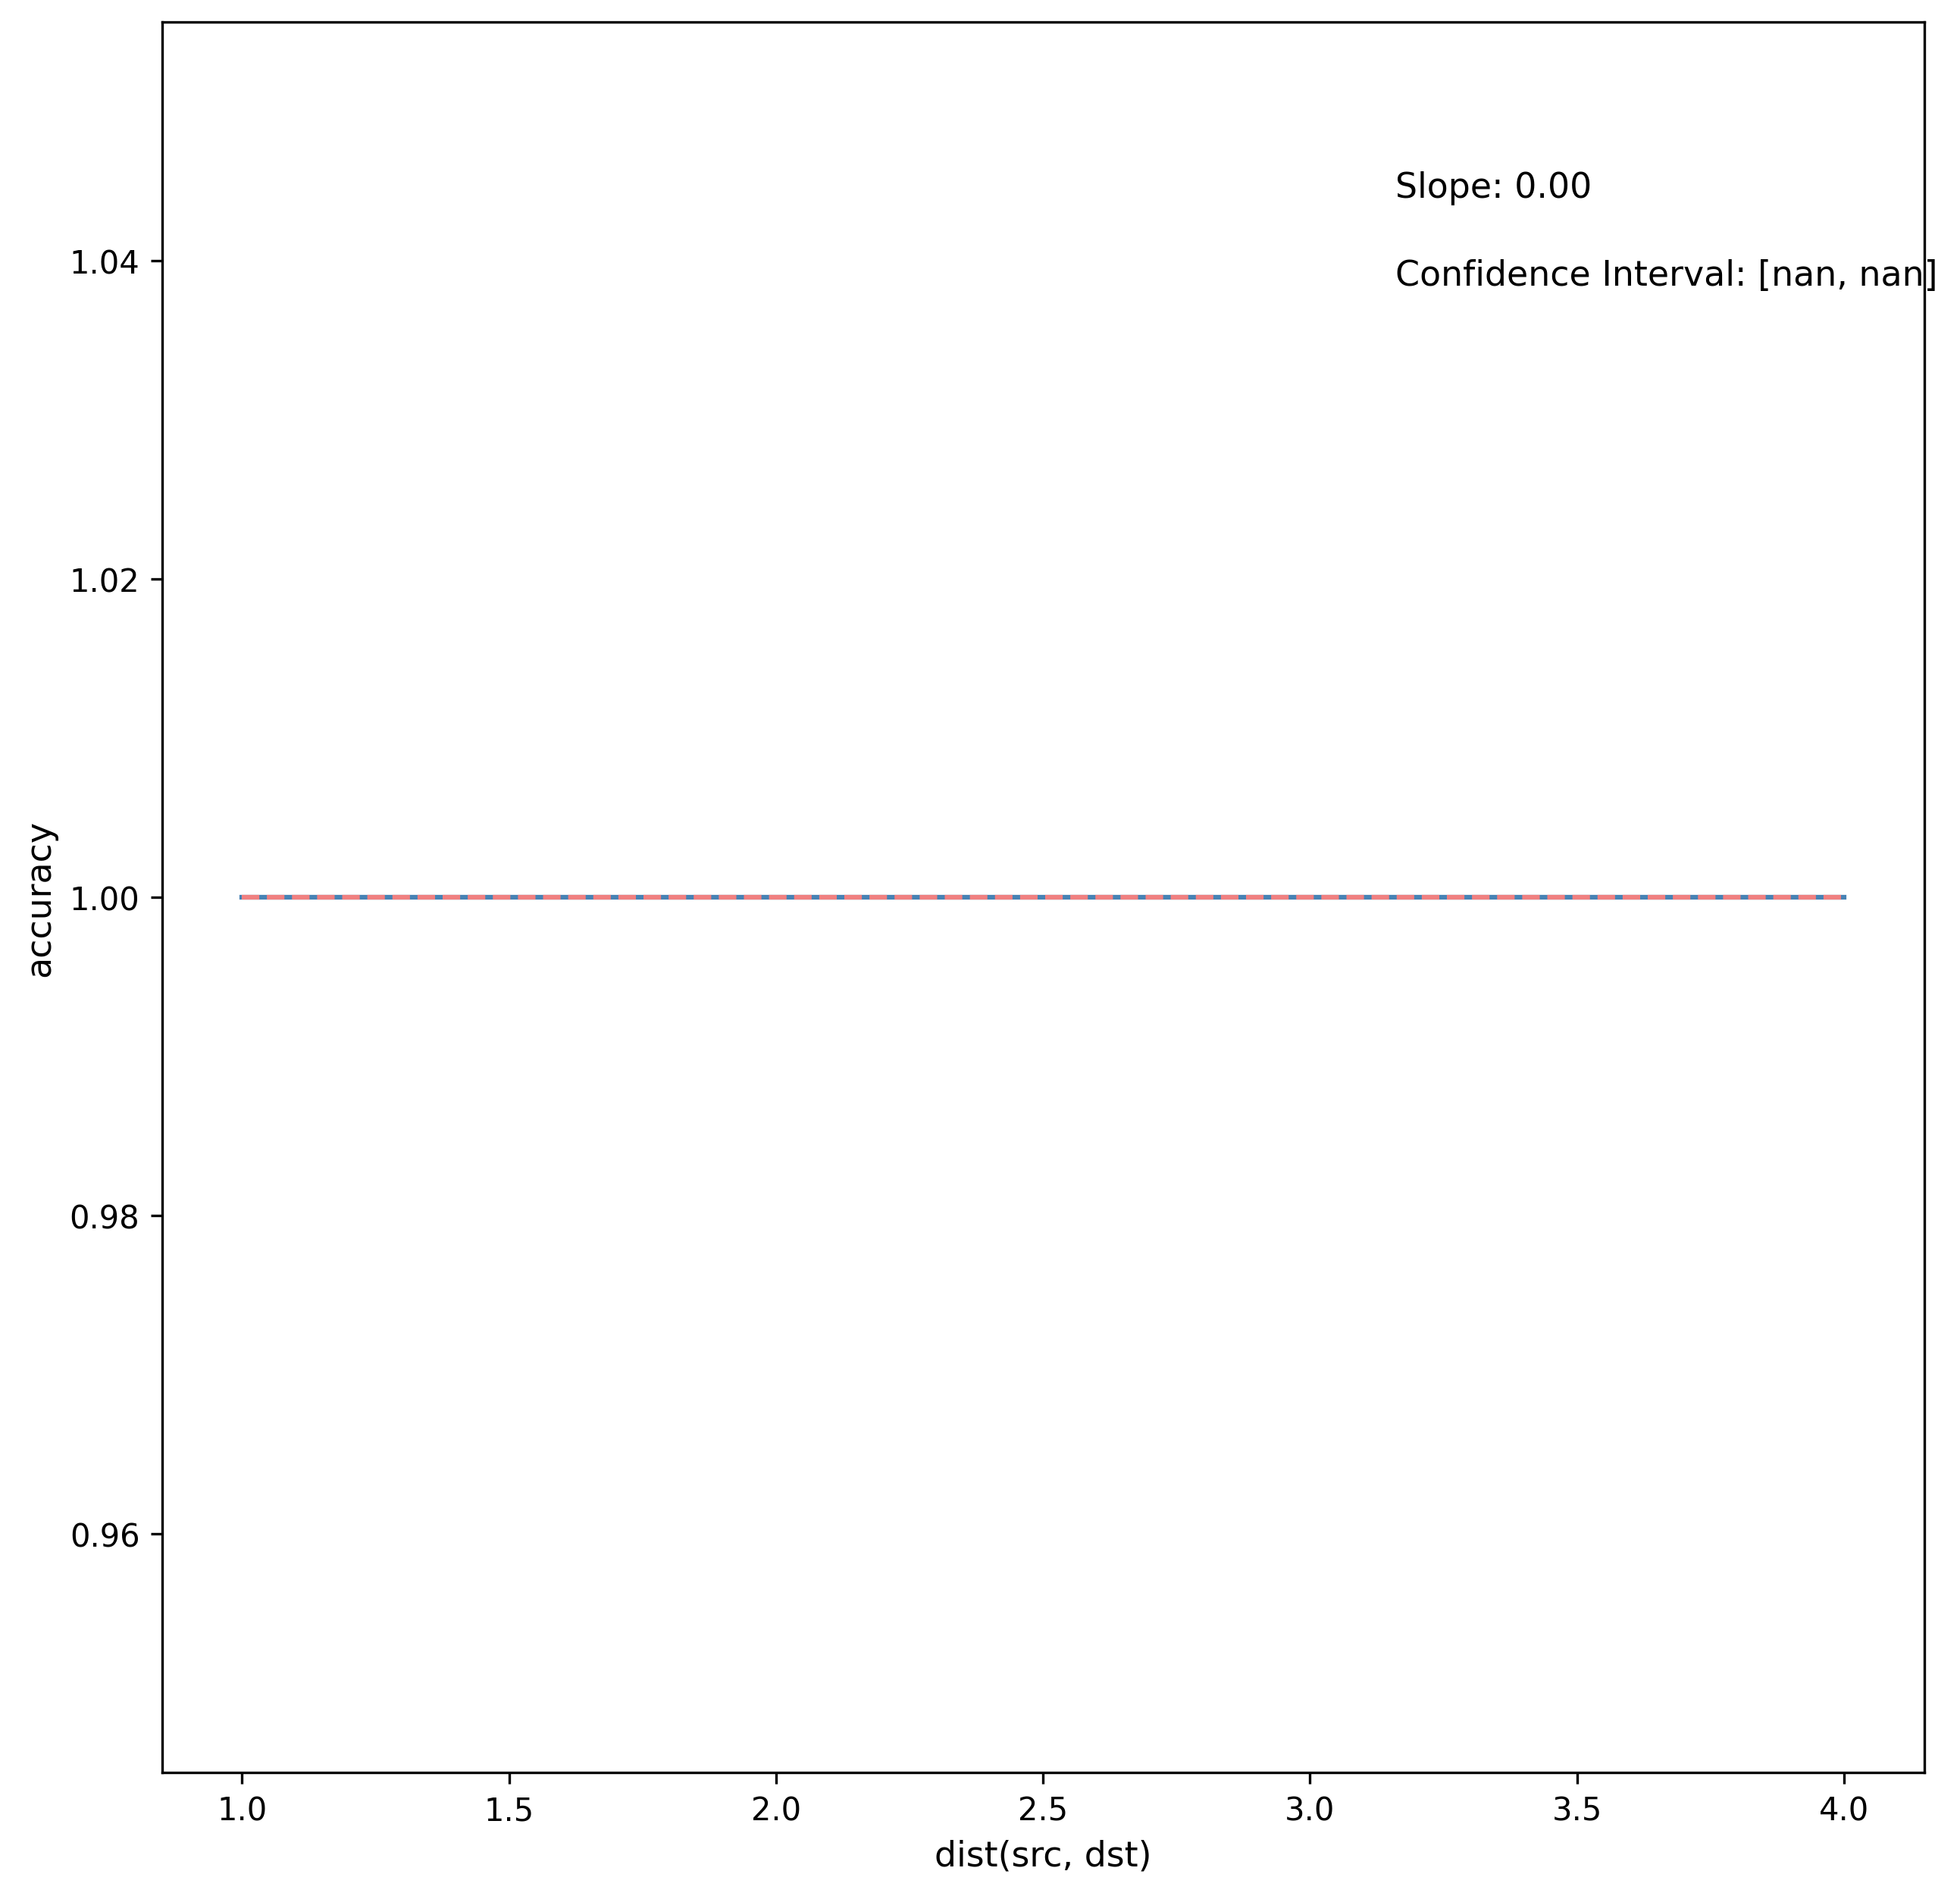 Slope: 0.00
1.04
Confidence Interval: [nan, nan]
1.02
1.00
accuracy
0.98
0.96
1.0 1.5 2.0 2.5 3.0 3.5 4.0
dist(src, dst)